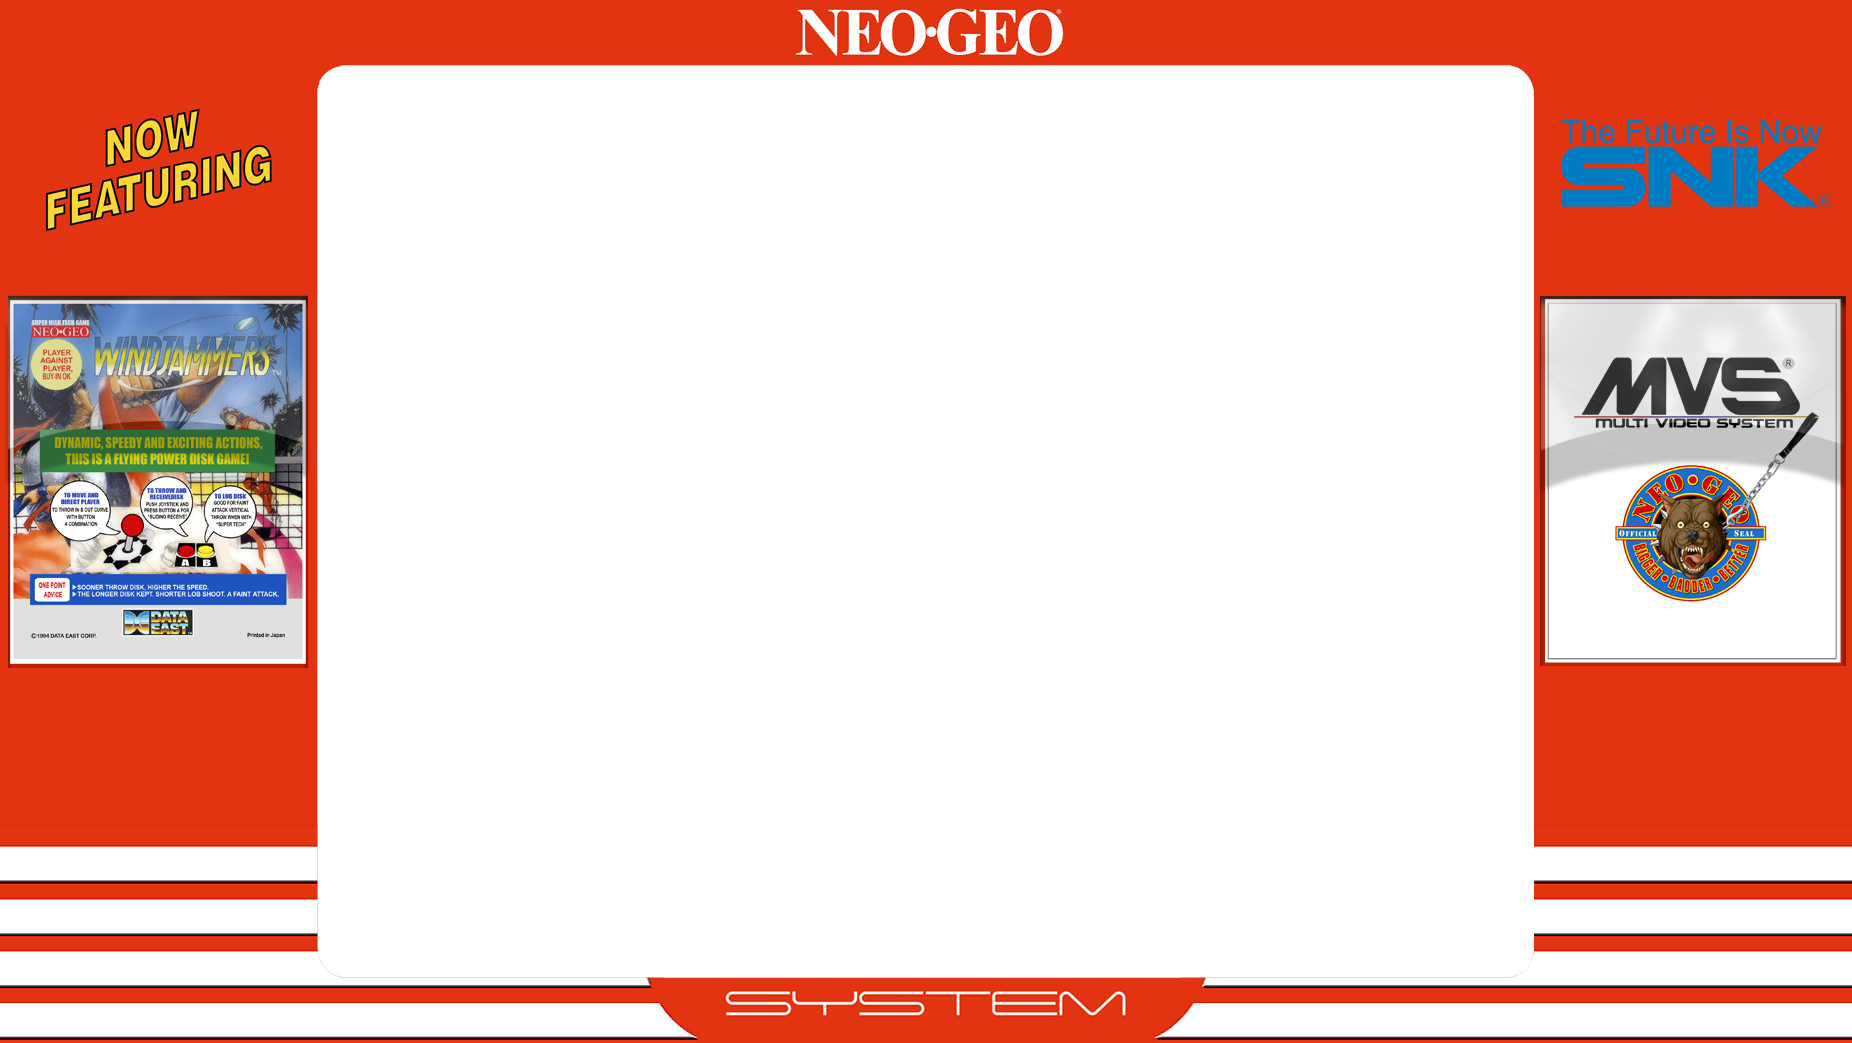 NEO•GEO®
NOW
FEATURING
SUPER HIGH TECH GAME
NEO•GEO
PLAYER
AGAINST
PLAYER,
BUY-IN OK
WINDJAMMERS™
DYNAMIC, SPEEDY AND EXCITING ACTIONS,
THIS IS A FLYING POWER DISK GAME!
TO MOVE AND
DIRECT PLAYER
TO THROW IN & OUT CURVE
WITH BUTTON
A COMBINATION
TO THROW AND
RECEIVEDISK
PUSH JOYSTICK AND
PRESS BUTTON A FOR
"SLIDING RECEIVE"
TO LOB DISK
GOOD FOR FAINT
ATTACK VERTICAL
THROW WHEN WITH
"SUPER TECH"
A B
ONE POINT
ADVICE
▶SOONER THROW DISK, HIGHER THE SPEED.
▶THE LONGER DISK KEPT. SHORTER LOB SHOOT. A FAINT ATTACK.
DATA
EAST
©1994 DATA EAST CORP.
Printed in Japan
The Future Is Now
SNK®
MVS®
MULTI VIDEO SYSTEM
NEO•GEO
OFFICIAL SEAL
BIGGER•BADDER•BETTER
SYSTEM